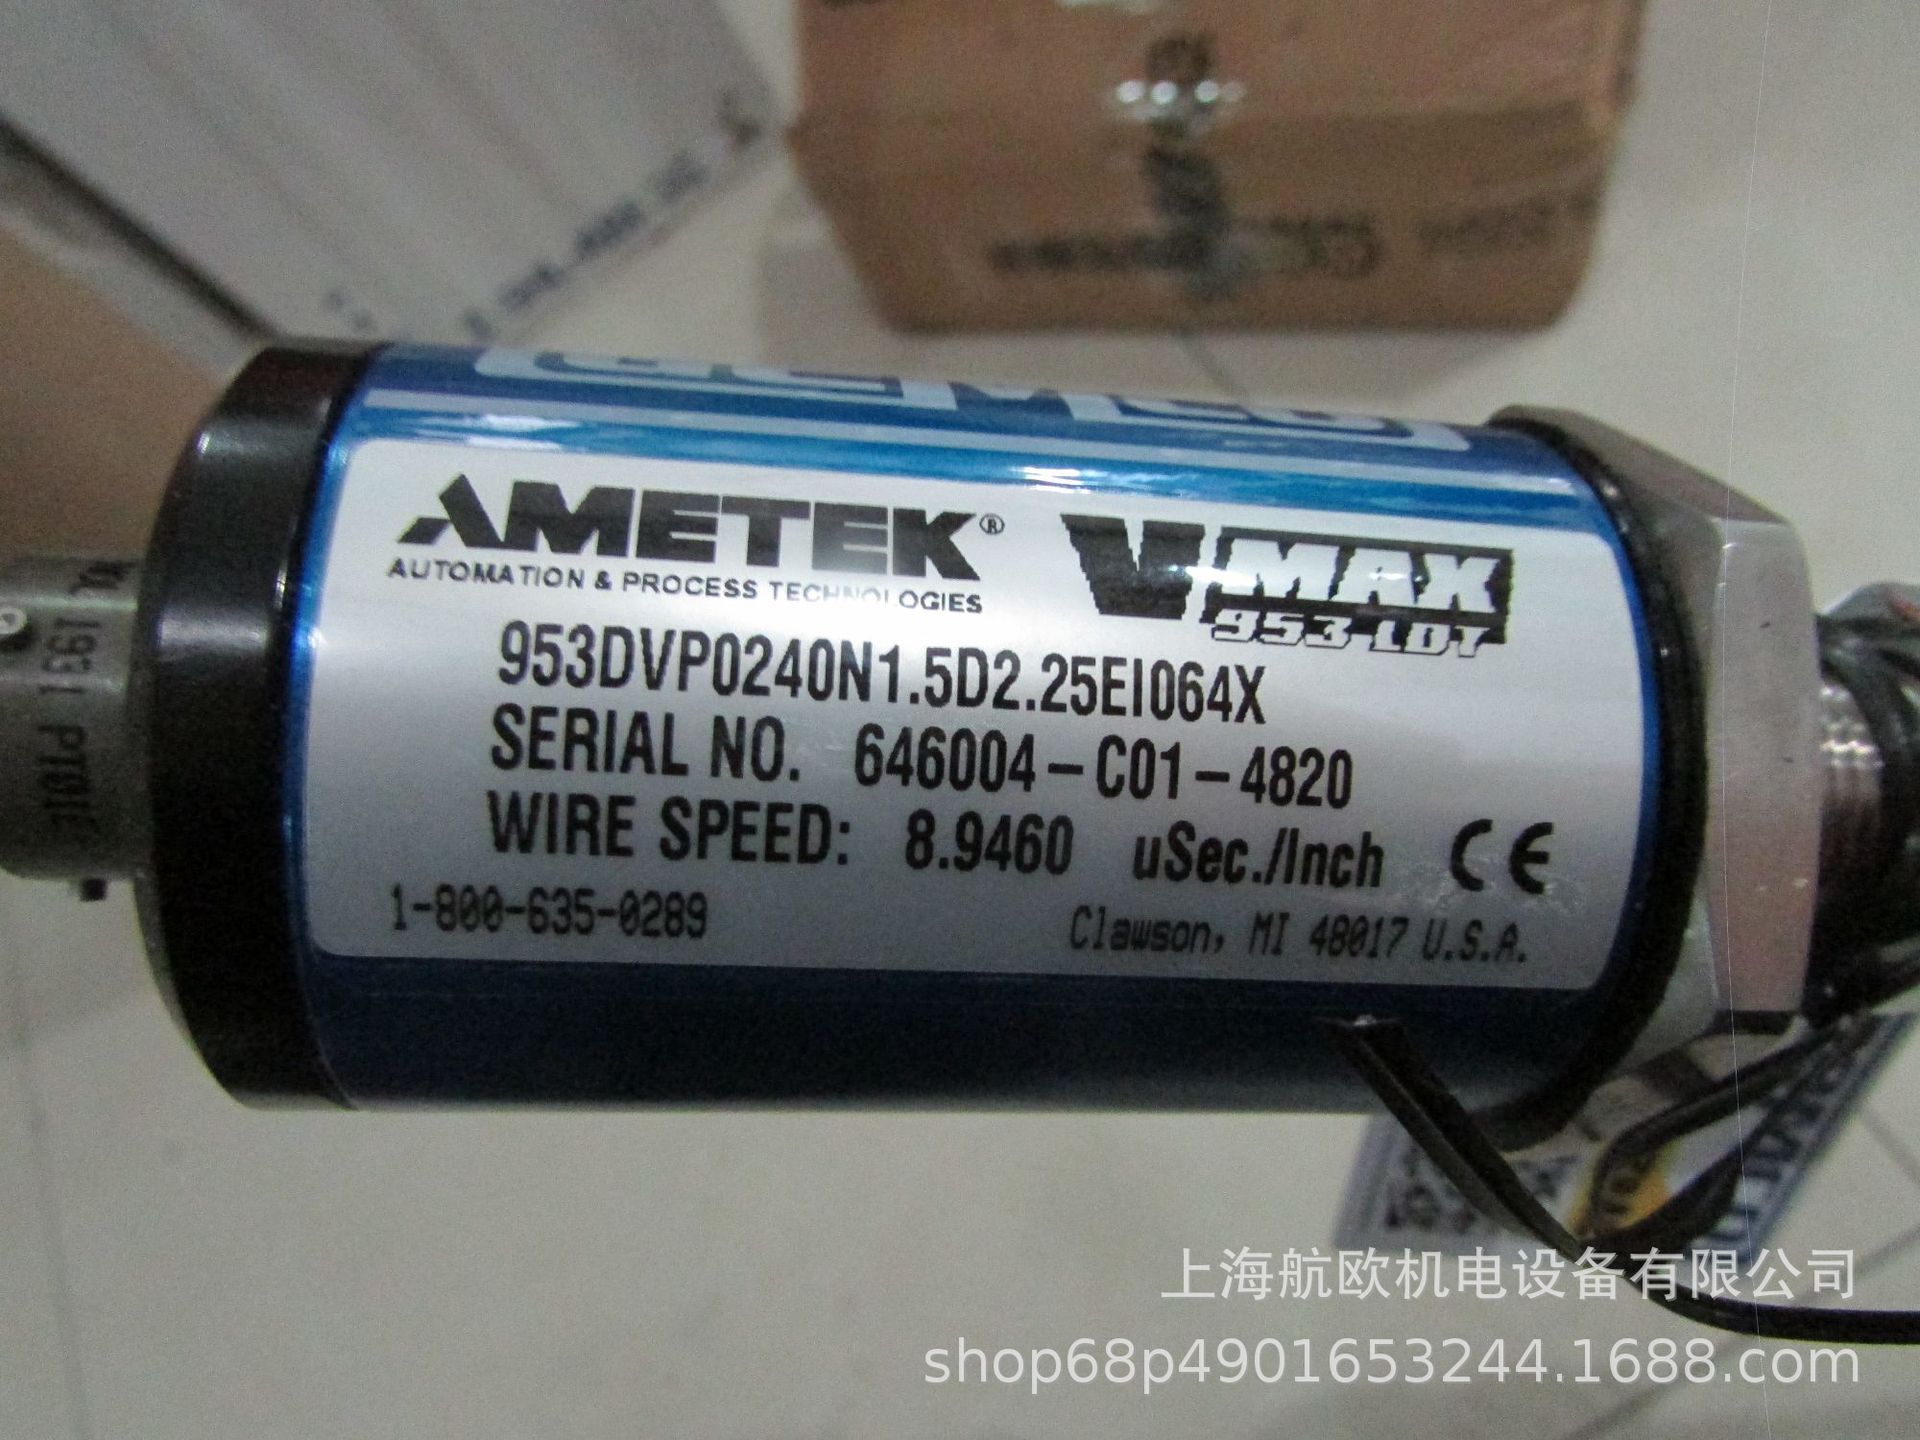 AMETEK®
AUTOMATION & PROCESS TECHNOLOGIES
VMAX
953-LDT
953DVP0240N1.5D2.25EI064X
SERIAL NO. 646004-C01-4820
WIRE SPEED: 8.9460 uSec./Inch CE
1-800-635-0289
Clawson, MI 48017 U.S.A.
上海航欧机电设备有限公司
shop68p4901653244.1688.com